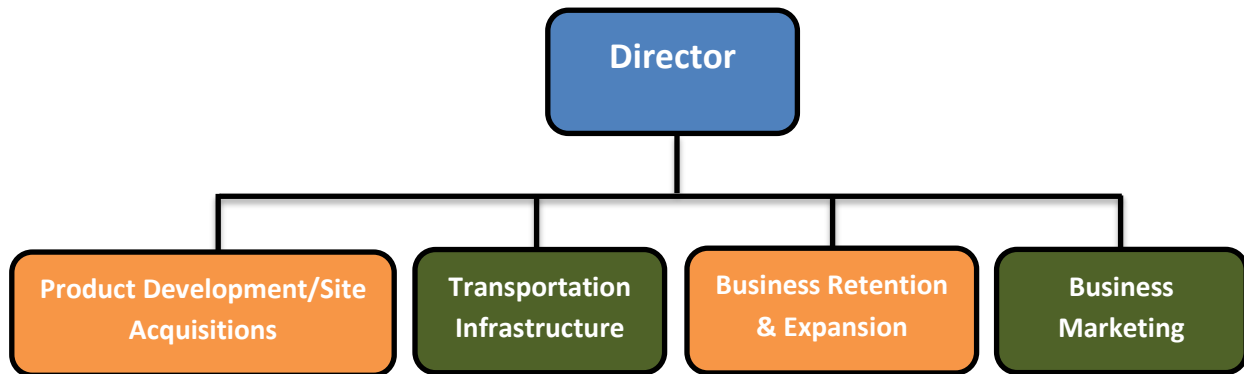 Director
Product Development/Site
Acquisitions
Transportation
Infrastructure
Business Retention
& Expansion
Business
Marketing